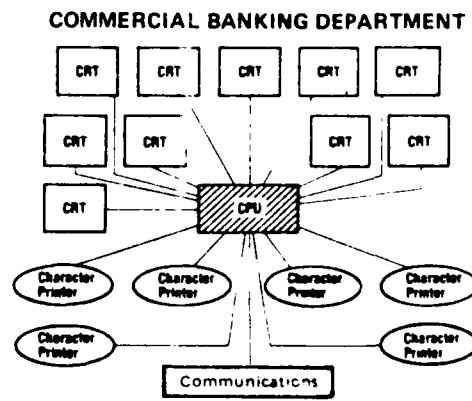 COMMERCIAL BANKING DEPARTMENT
CRT CRT CRT CRT CRT
CRT CRT CRT CRT
CRT
CPU
Character Printer
Character Printer
Character Printer
Character Printer
Character Printer
Character Printer
Communications